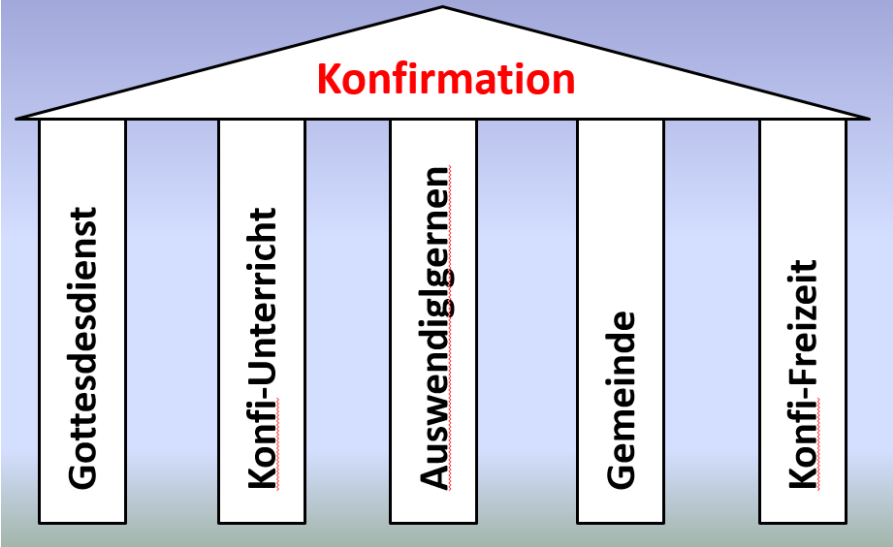 Konfirmation
Gottesdesdienst
Konfi-Unterricht
Auswendiglgernen
Gemeinde
Konfi-Freizeit